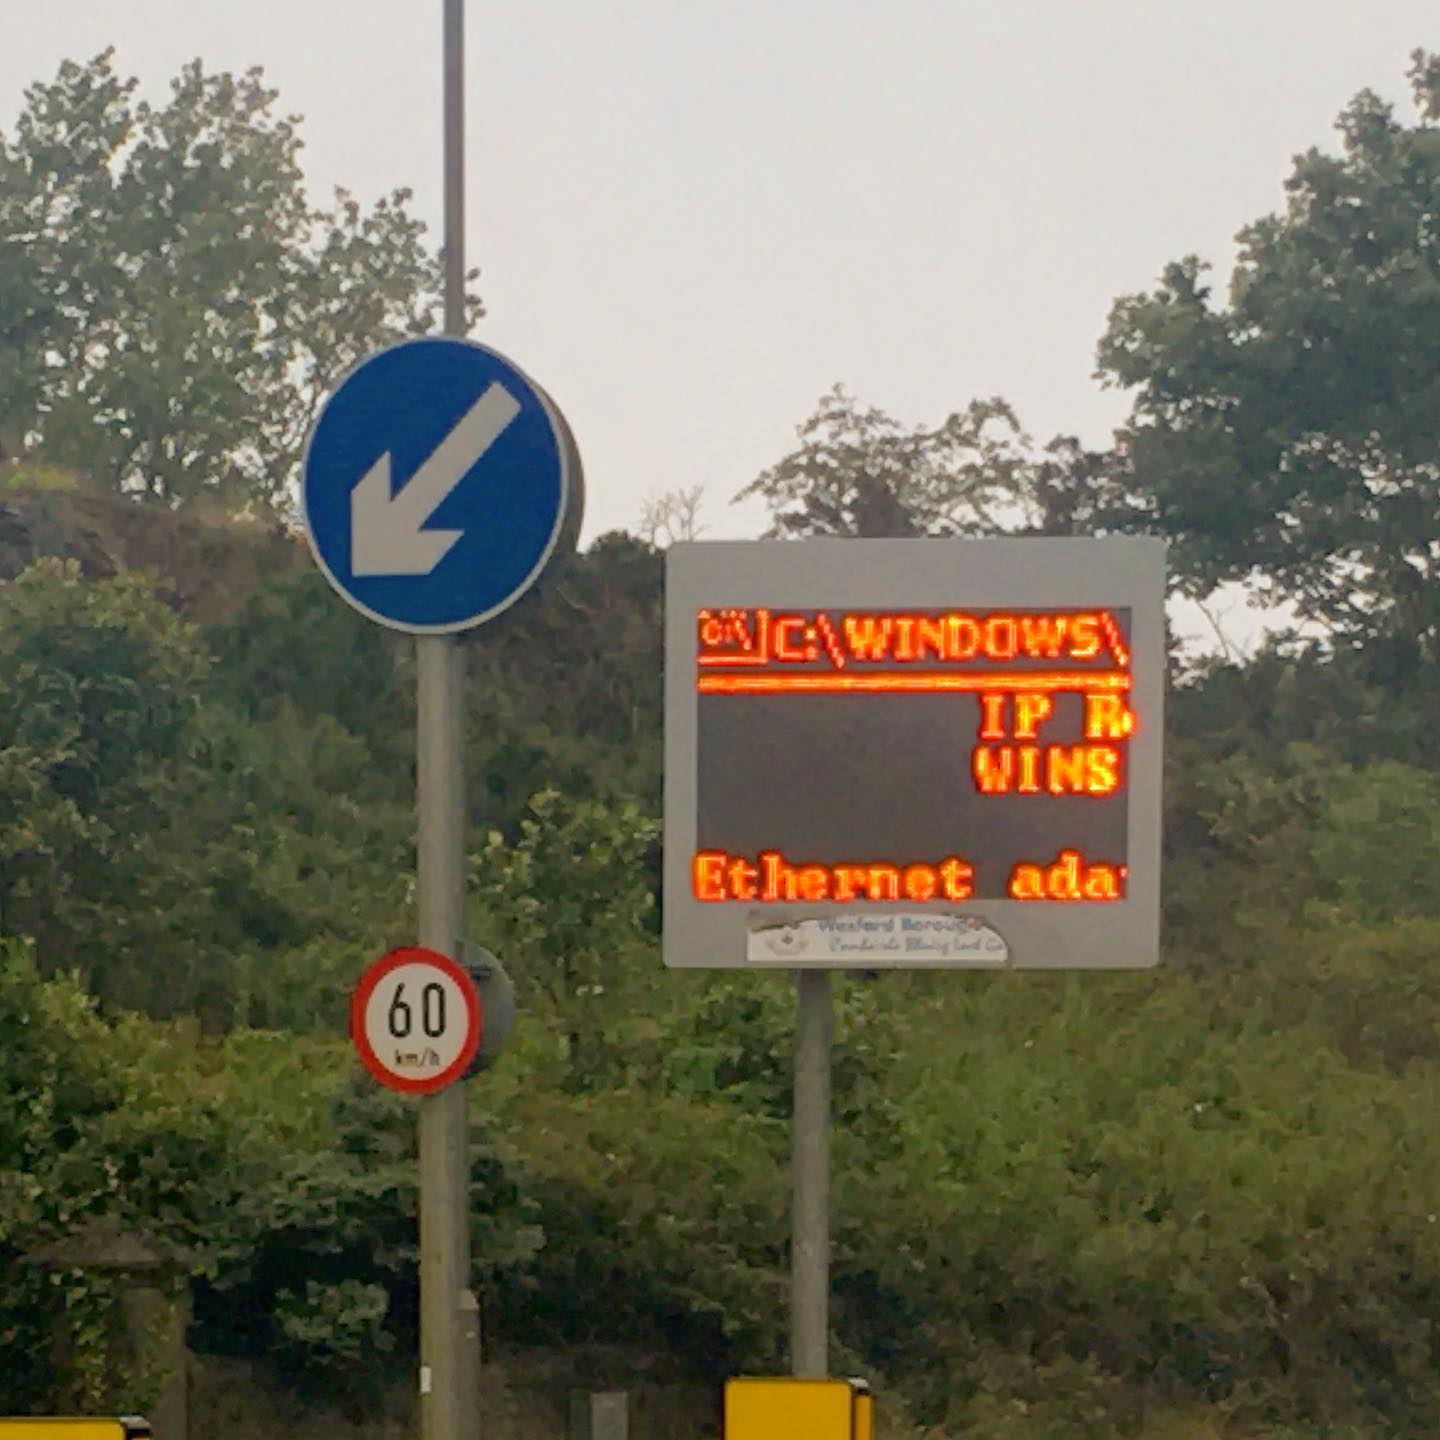 C:\WINDOWS\
IP R
WINS
Ethernet ada
Wexford Borough
60
km/h